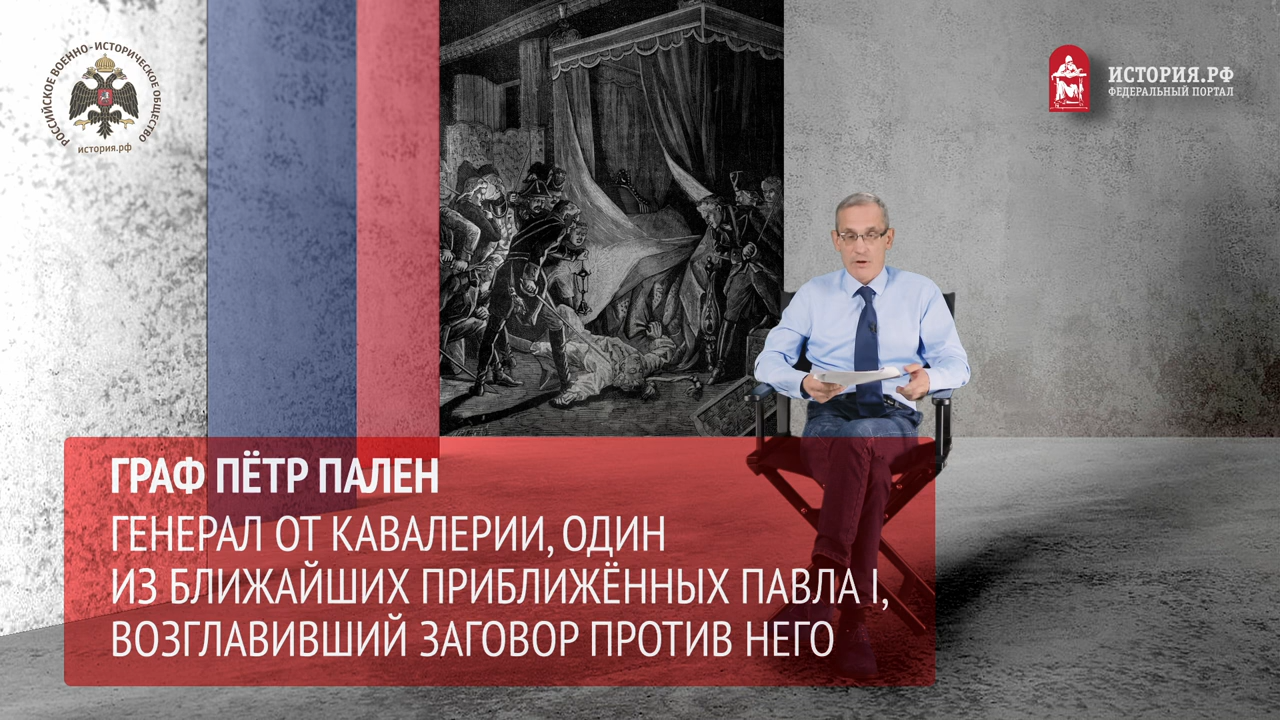 РОССИЙСКОЕ ВОЕННО-ИСТОРИЧЕСКОЕ ОБЩЕСТВО
история.рф
ИСТОРИЯ.РФ
ФЕДЕРАЛЬНЫЙ ПОРТАЛ
ГРАФ ПЁТР ПАЛЕН
ГЕНЕРАЛ ОТ КАВАЛЕРИИ, ОДИН
ИЗ БЛИЖАЙШИХ ПРИБЛИЖЁННЫХ ПАВЛА I,
ВОЗГЛАВИВШИЙ ЗАГОВОР ПРОТИВ НЕГО